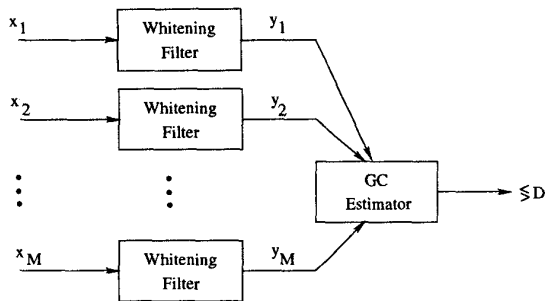 x1 Whitening Filter y1
x2 Whitening Filter y2
GC Estimator ≶ D
xM Whitening Filter yM